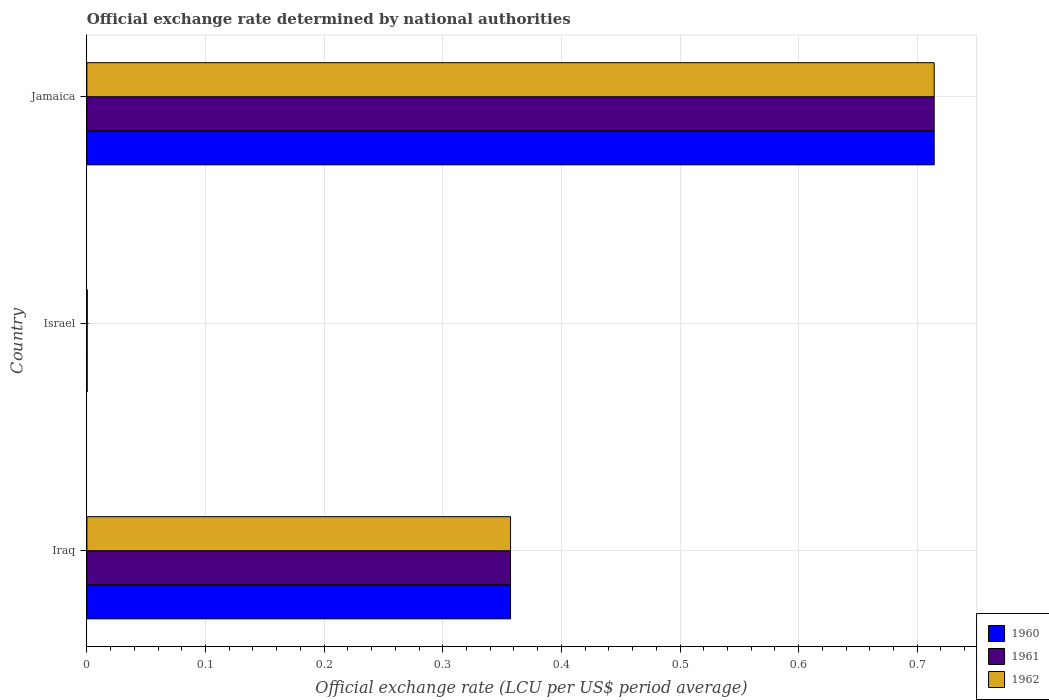 Official exchange rate determined by national authorities
Jamaica
Israel
Iraq
Country
0
0.1
0.2
0.3
0.4
0.5
0.6
0.7
Official exchange rate (LCU per US$ period average)
1960
1961
1962